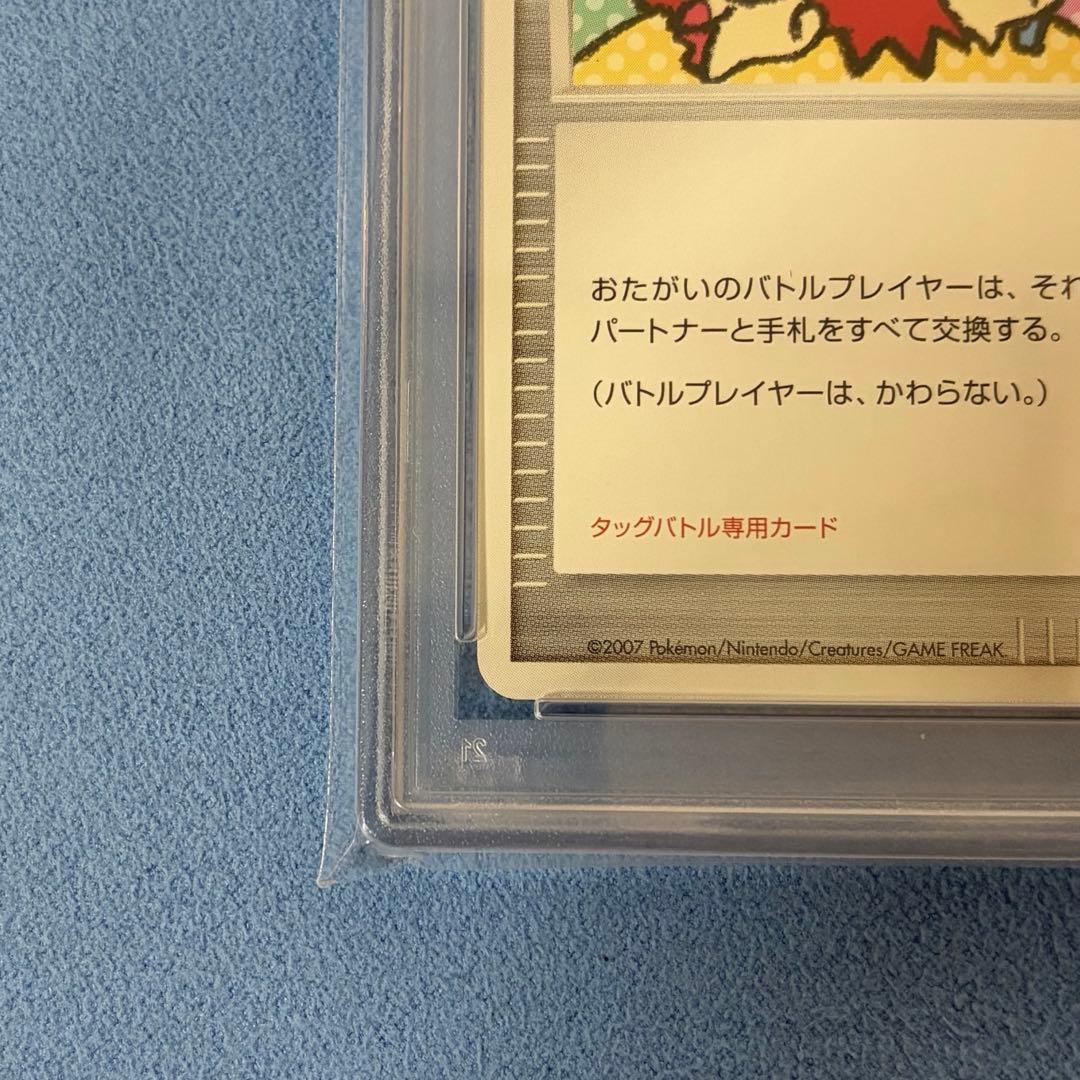 おたがいのバトルプレイヤーは、それ
パートナーと手札をすべて交換する。
（バトルプレイヤーは、かわらない。）
タッグバトル専用カード
©2007 Pokémon/Nintendo/Creatures/GAME FREAK.
21